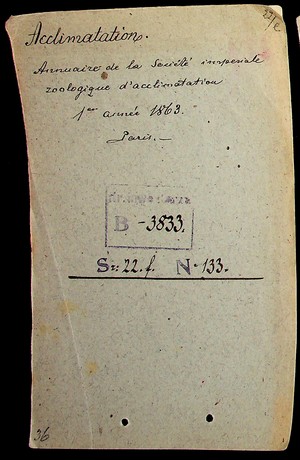 Acclimatation.
Annuaire de la Société impériale
zoologique d'acclimatation
1ère année 1863.
Paris.—
B -3833.
S-: 22. f. N-133.
36